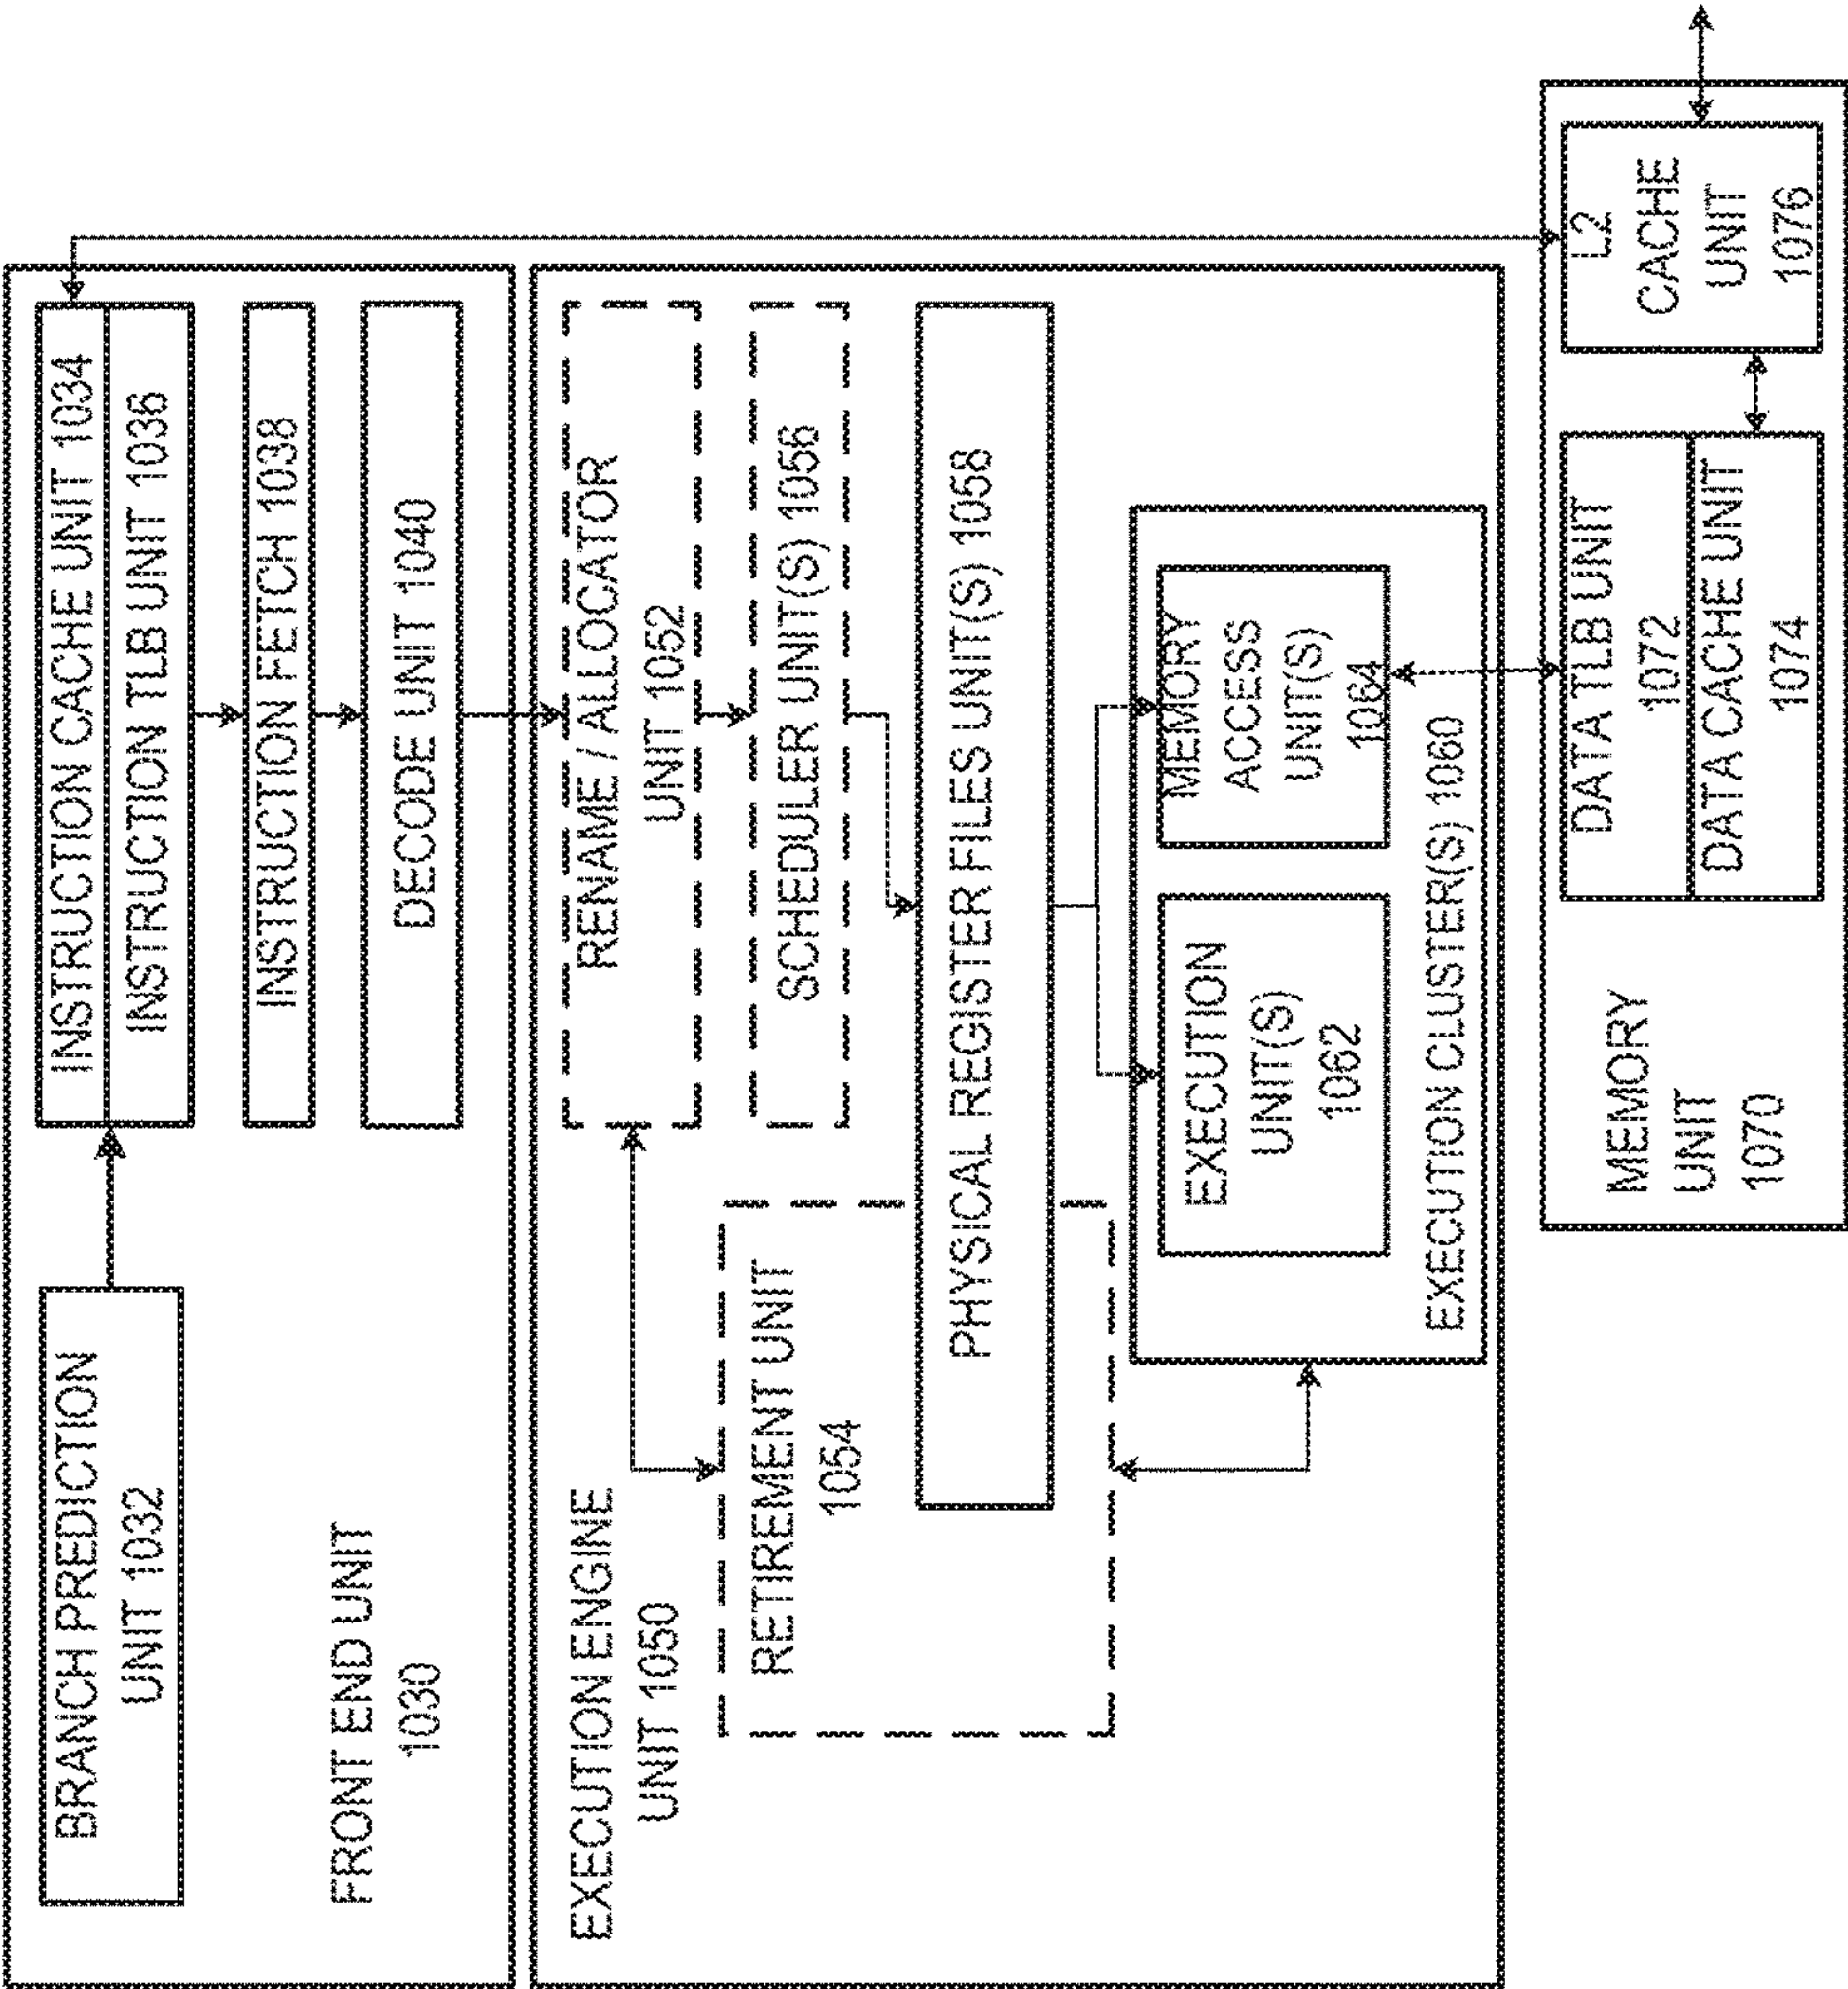 BRANCH PREDICTION
UNIT 1032
INSTRUCTION CACHE UNIT 1034
INSTRUCTION TLB UNIT 1036
INSTRUCTION FETCH 1038
DECODE UNIT 1040
FRONT END UNIT
1030
EXECUTION ENGINE
UNIT 1050
RENAME / ALLOCATOR
UNIT 1052
RETIREMENT UNIT
1054
SCHEDULER UNIT(S) 1056
PHYSICAL REGISTER FILES UNIT(S) 1058
EXECUTION
UNIT(S)
1062
MEMORY
ACCESS
UNIT(S)
1064
EXECUTION CLUSTER(S) 1060
MEMORY
UNIT
1070
DATA TLB UNIT
1072
DATA CACHE UNIT
1074
L2
CACHE
UNIT
1076